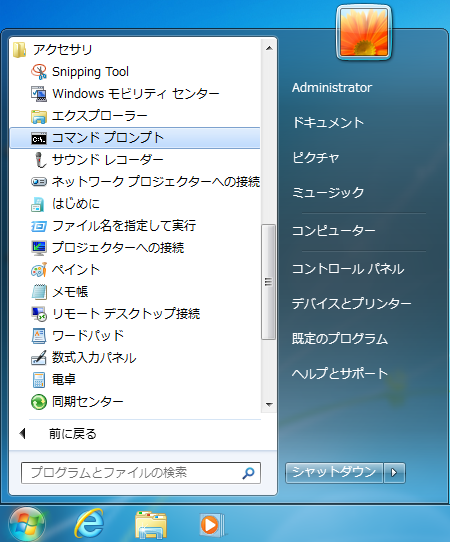 アクセサリ
Snipping Tool
Windows モビリティ センター
エクスプローラー
コマンド プロンプト
サウンド レコーダー
ネットワーク プロジェクターへの接続
はじめに
ファイル名を指定して実行
プロジェクターへの接続
ペイント
メモ帳
リモート デスクトップ接続
ワードパッド
数式入力パネル
電卓
同期センター
前に戻る
プログラムとファイルの検索
Administrator
ドキュメント
ピクチャ
ミュージック
コンピューター
コントロール パネル
デバイスとプリンター
既定のプログラム
ヘルプとサポート
シャットダウン